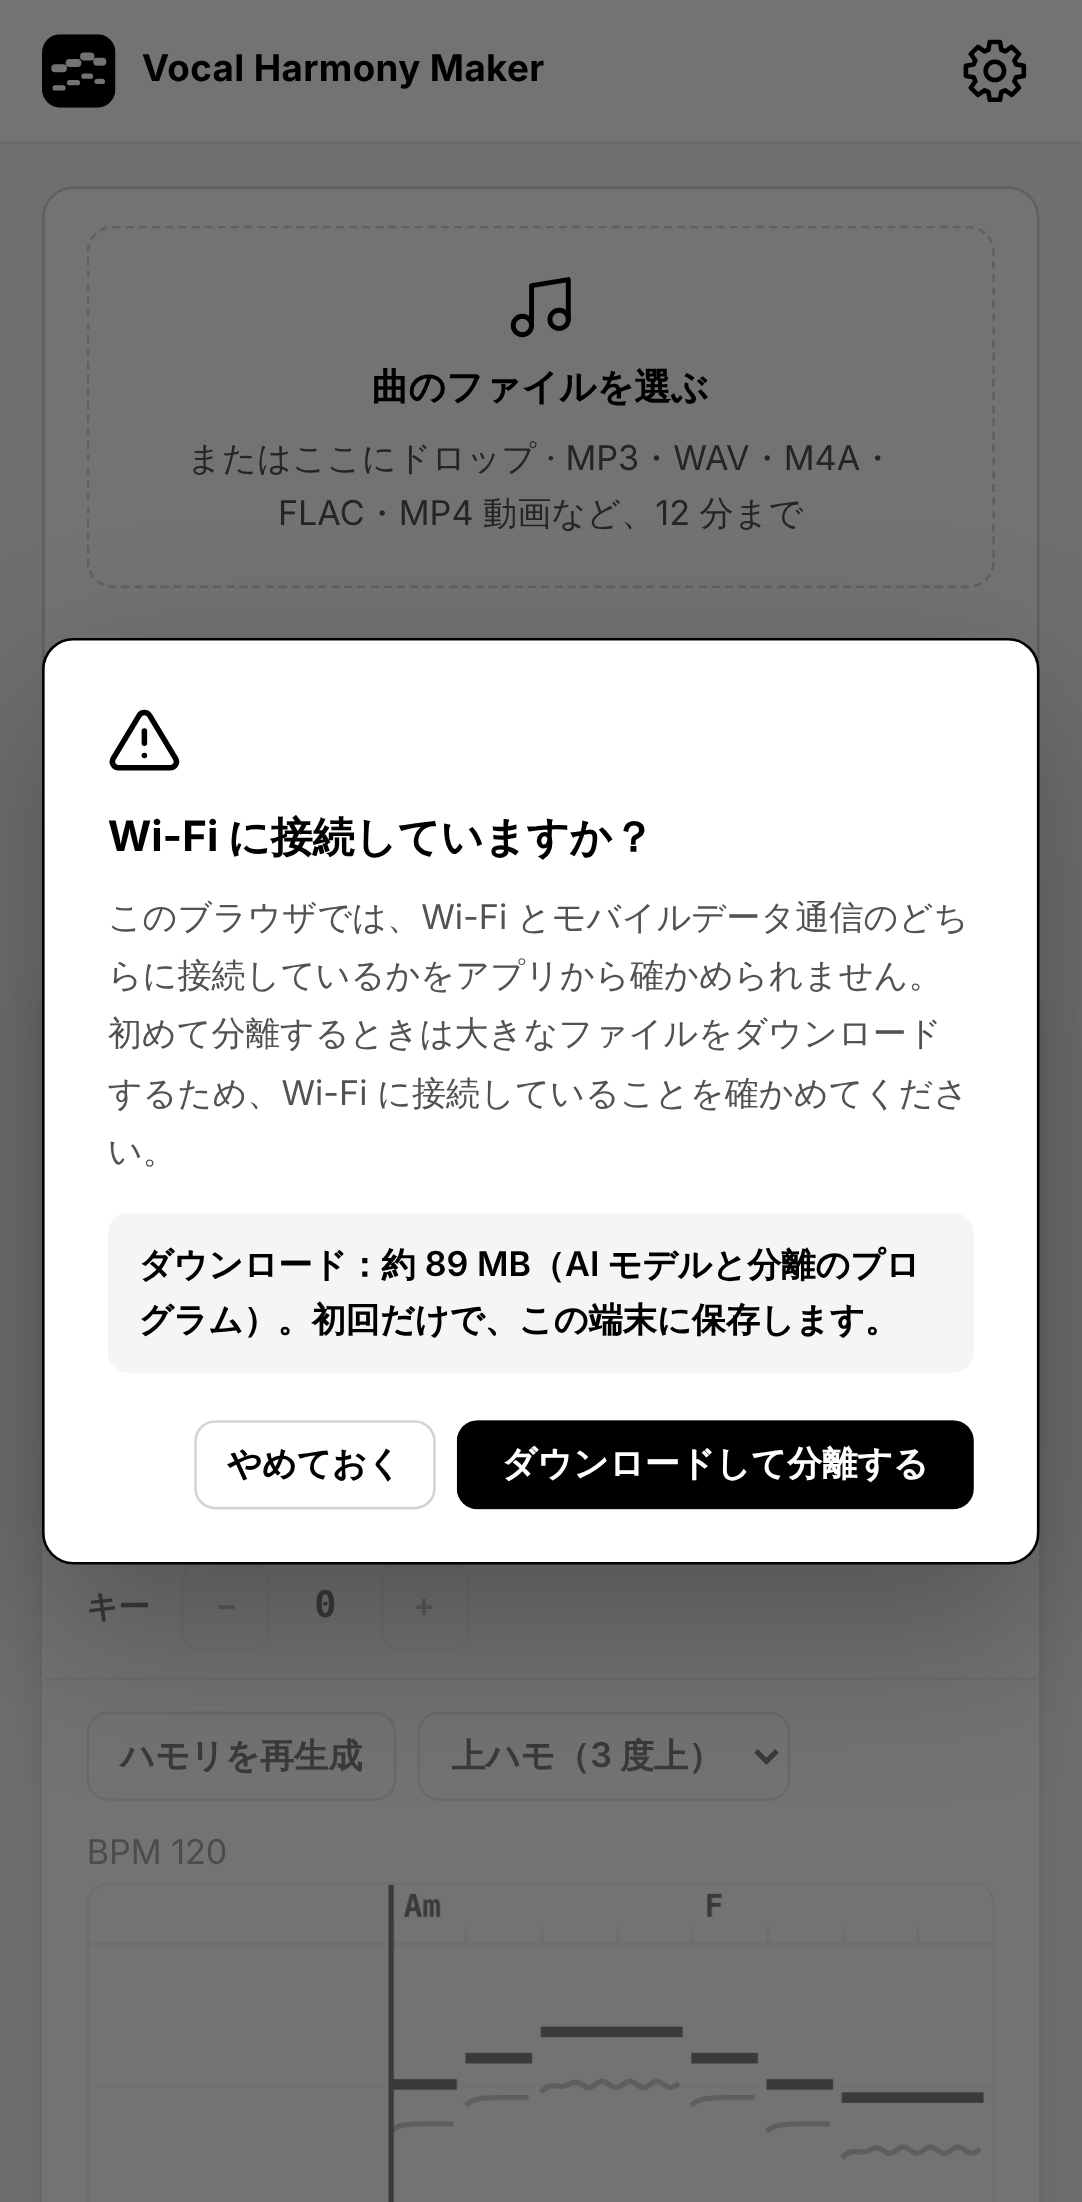 Vocal Harmony Maker
曲のファイルを選ぶ
またはここにドロップ · MP3・WAV・M4A・
FLAC・MP4 動画など、12 分まで
Wi-Fi に接続していますか？
このブラウザでは、Wi-Fi とモバイルデータ通信のどち
らに接続しているかをアプリから確かめられません。
初めて分離するときは大きなファイルをダウンロード
するため、Wi-Fi に接続していることを確かめてくださ
い。
ダウンロード：約 89 MB（AI モデルと分離のプロ
グラム）。初回だけで、この端末に保存します。
やめておく ダウンロードして分離する
キー − 0 +
ハモリを再生成 上ハモ（3 度上）
BPM 120
Am F